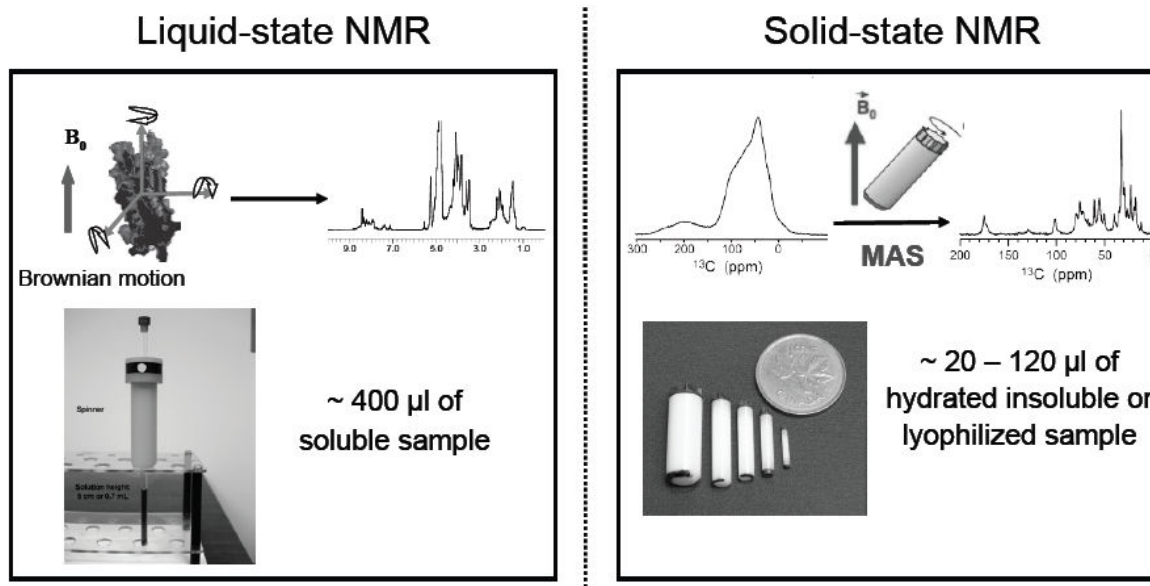 Liquid-state NMR
B₀
Brownian motion
9.0 7.0 5.0 3.0 1.0
Spinner
Solution height:
~ 400 µl of
soluble sample
Solid-state NMR
300 200 100 0
¹³C (ppm)
B₀
MAS
200 150 100 50
¹³C (ppm)
~ 20 – 120 µl of
hydrated insoluble or
lyophilized sample